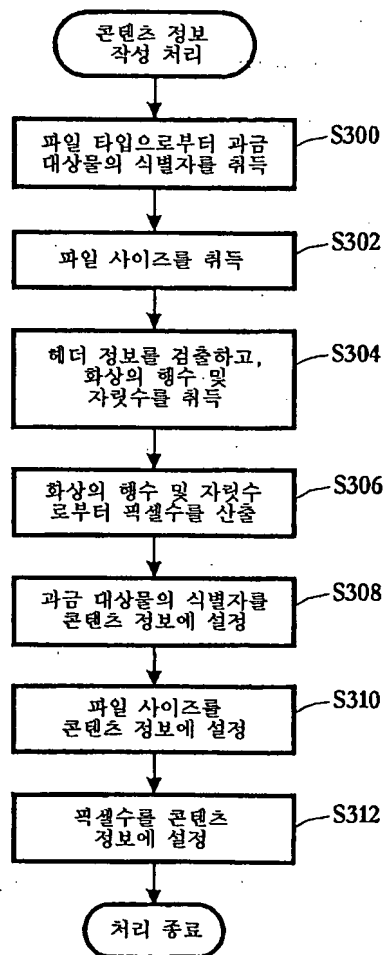 콘텐츠 정보
작성 처리
파일 타입으로부터 과금
대상물의 식별자를 취득
S300
파일 사이즈를 취득
S302
헤더 정보를 검출하고,
화상의 행수 및
자릿수를 취득
S304
화상의 행수 및 자릿수
로부터 픽셀수를 산출
S306
과금 대상물의 식별자를
콘텐츠 정보에 설정
S308
파일 사이즈를
콘텐츠 정보에 설정
S310
픽셀수를 콘텐츠
정보에 설정
S312
처리 종료